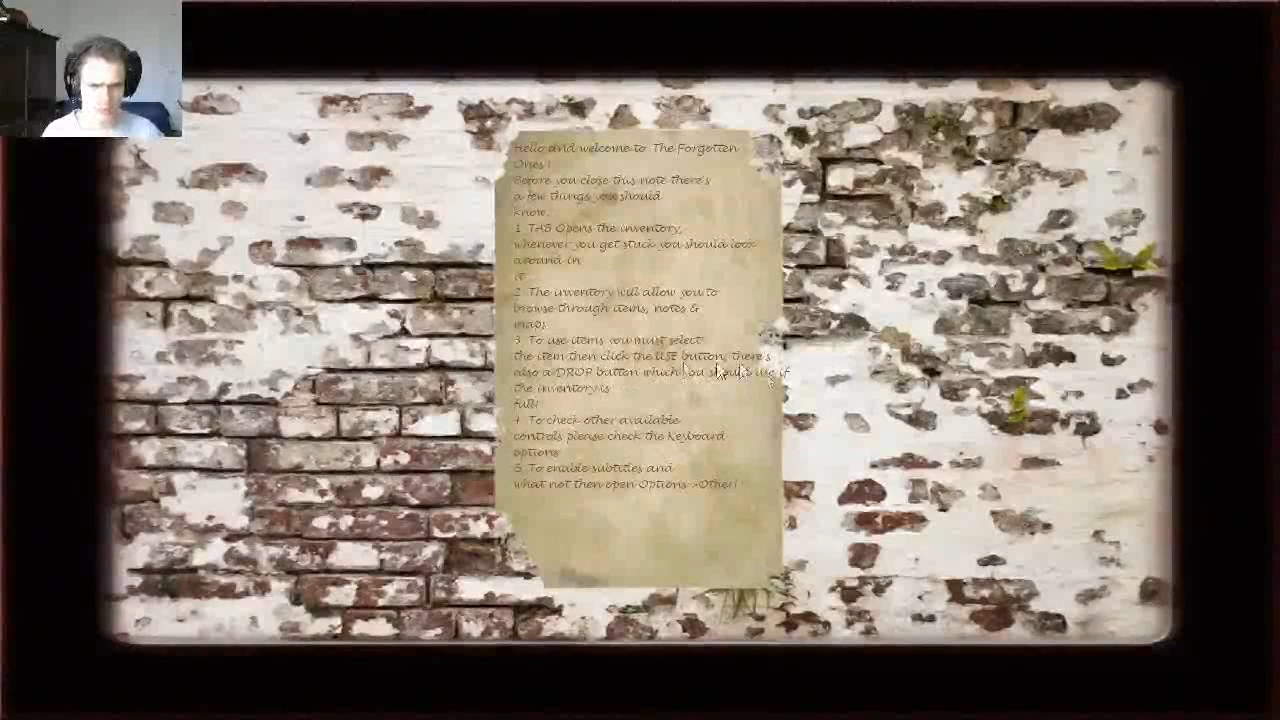 Hello and welcome to The Forgotten
Ones!
Before you close this note there's
a few things you should
know.
1. TAB Opens the inventory,
whenever you get stuck you should look
around in
it
2. The inventory will allow you to
browse through items, notes &
maps
3. To use items you must select
the item then click the USE button, there's
also a DROP button which you should use if
the inventory is
full!
4. To check other available
controls please check the Keyboard
options
5. To enable subtitles and
what not then open Options->Other!